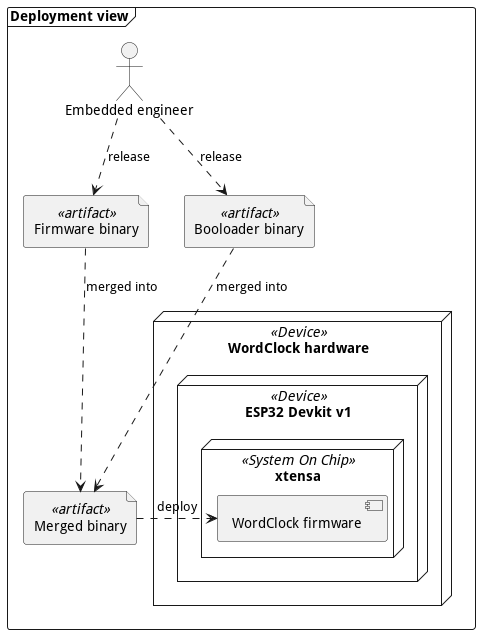 Deployment view
Embedded engineer
release
release
«artifact»
Firmware binary
«artifact»
Booloader binary
merged into
merged into
«Device»
WordClock hardware
«Device»
ESP32 Devkit v1
«System On Chip»
xtensa
«artifact»
Merged binary
deploy
WordClock firmware